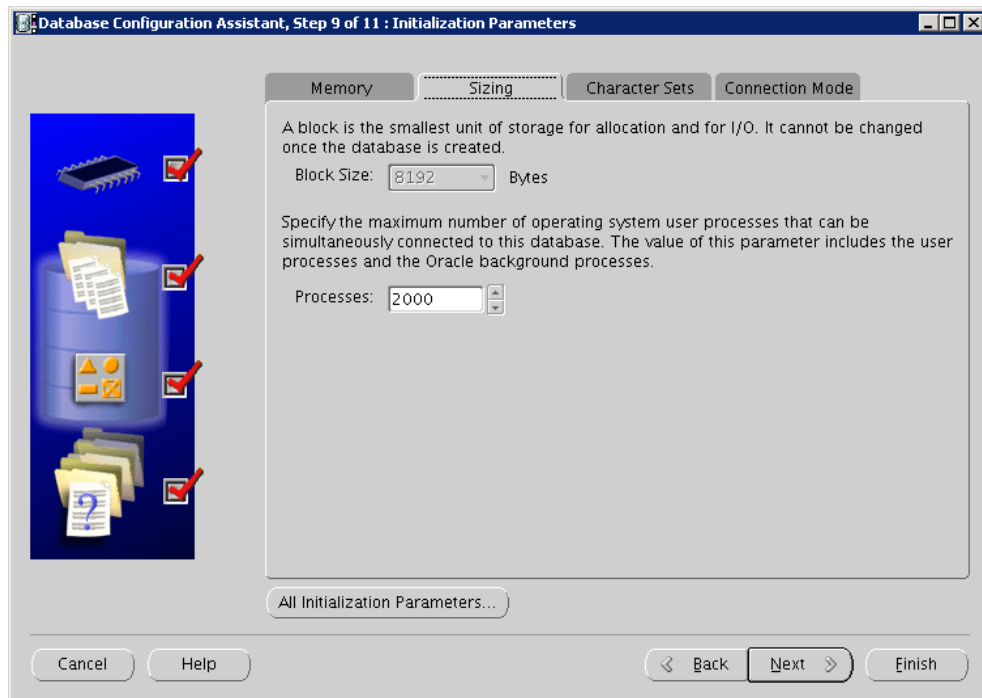 Database Configuration Assistant, Step 9 of 11 : Initialization Parameters
Memory Sizing Character Sets Connection Mode
A block is the smallest unit of storage for allocation and for I/O. It cannot be changed
once the database is created.
Block Size: 8192 Bytes
Specify the maximum number of operating system user processes that can be
simultaneously connected to this database. The value of this parameter includes the user
processes and the Oracle background processes.
Processes: 2000
?
All Initialization Parameters...
Cancel Help Back Next Finish